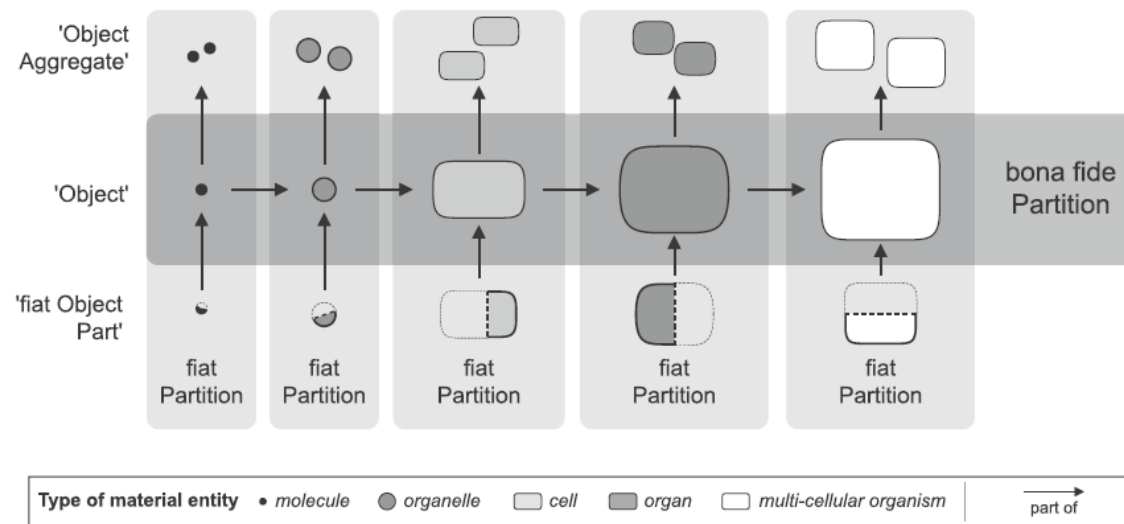 'Object
Aggregate'
'Object'
bona fide
Partition
'fiat Object
Part'
fiat
Partition
fiat
Partition
fiat
Partition
fiat
Partition
fiat
Partition
Type of material entity molecule organelle cell organ multi-cellular organism part of